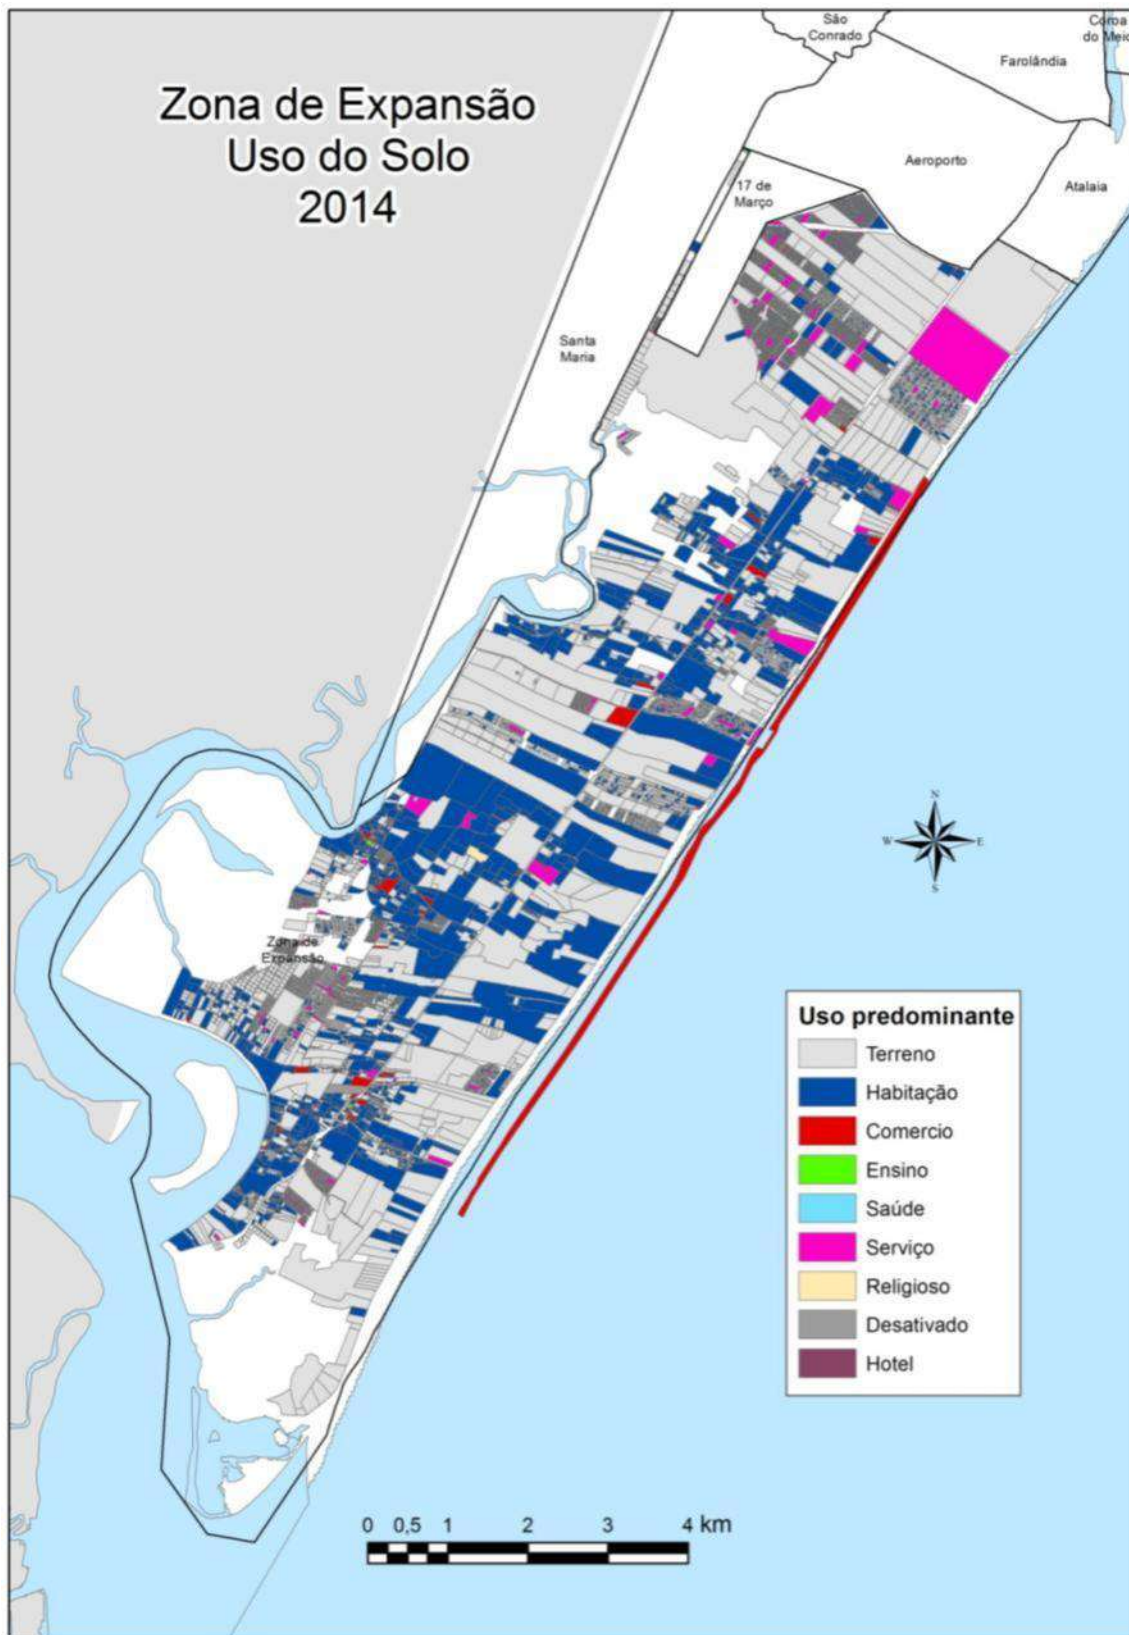 São
Conrado
Coroa
do Meio
Farolândia
Zona de Expansão
Uso do Solo
2014
Aeroporto
17 de
Março
Atalaia
Santa
Maria
N
W
E
S
Zona de
Expansão
Uso predominante
Terreno
Habitação
Comercio
Ensino
Saúde
Serviço
Religioso
Desativado
Hotel
0 0,5 1 2 3 4 km